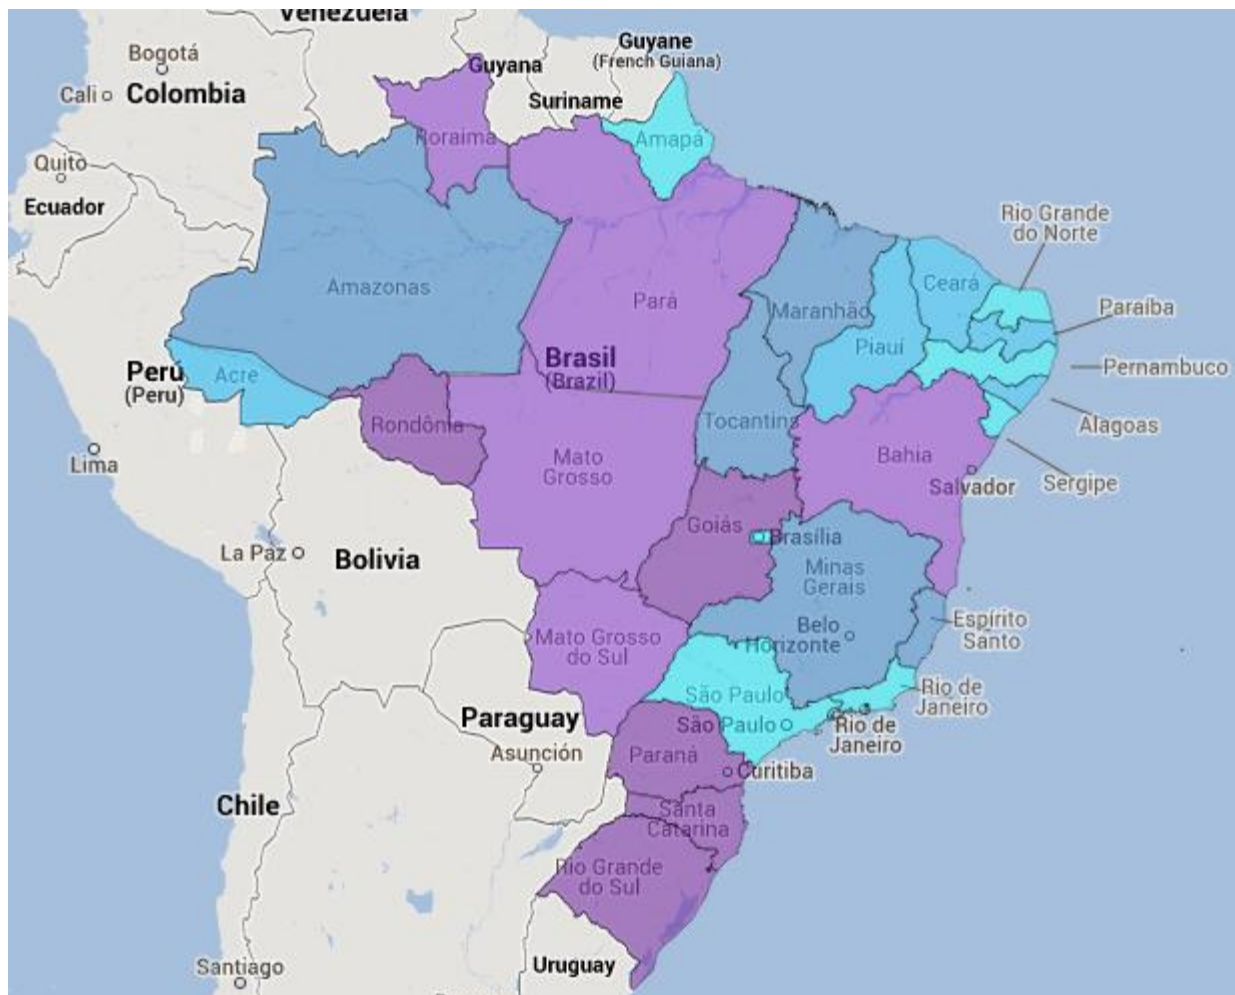 Venezuela
Bogotá
Guyane
(French Guiana)
Guyana
Cali
Colombia
Suriname
Roraima
Amapá
Quito
Ecuador
Rio Grande
do Norte
Amazonas
Pará
Maranhão
Ceará
Paraíba
Piauí
Brasil
(Brazil)
Perú
(Peru)
Acre
Pernambuco
Rondônia
Tocantins
Alagoas
Lima
Mato
Grosso
Bahia
Salvador
Sergipe
Goiás
Brasília
La Paz
Bolivia
Minas
Gerais
Belo
Horizonte
Espírito
Santo
Mato Grosso
do Sul
São Paulo
Rio de
Janeiro
Paraguay
São Paulo
Rio de
Janeiro
Asunción
Paraná
Curitiba
Chile
Santa
Catarina
Rio Grande
do Sul
Santiago
Uruguay